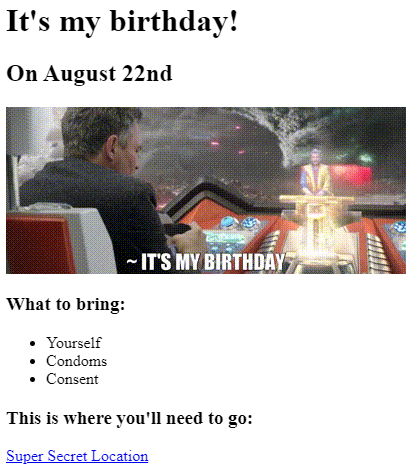 It's my birthday!
On August 22nd
~ IT'S MY BIRTHDAY
What to bring:
Yourself
Condoms
Consent
This is where you'll need to go:
Super Secret Location